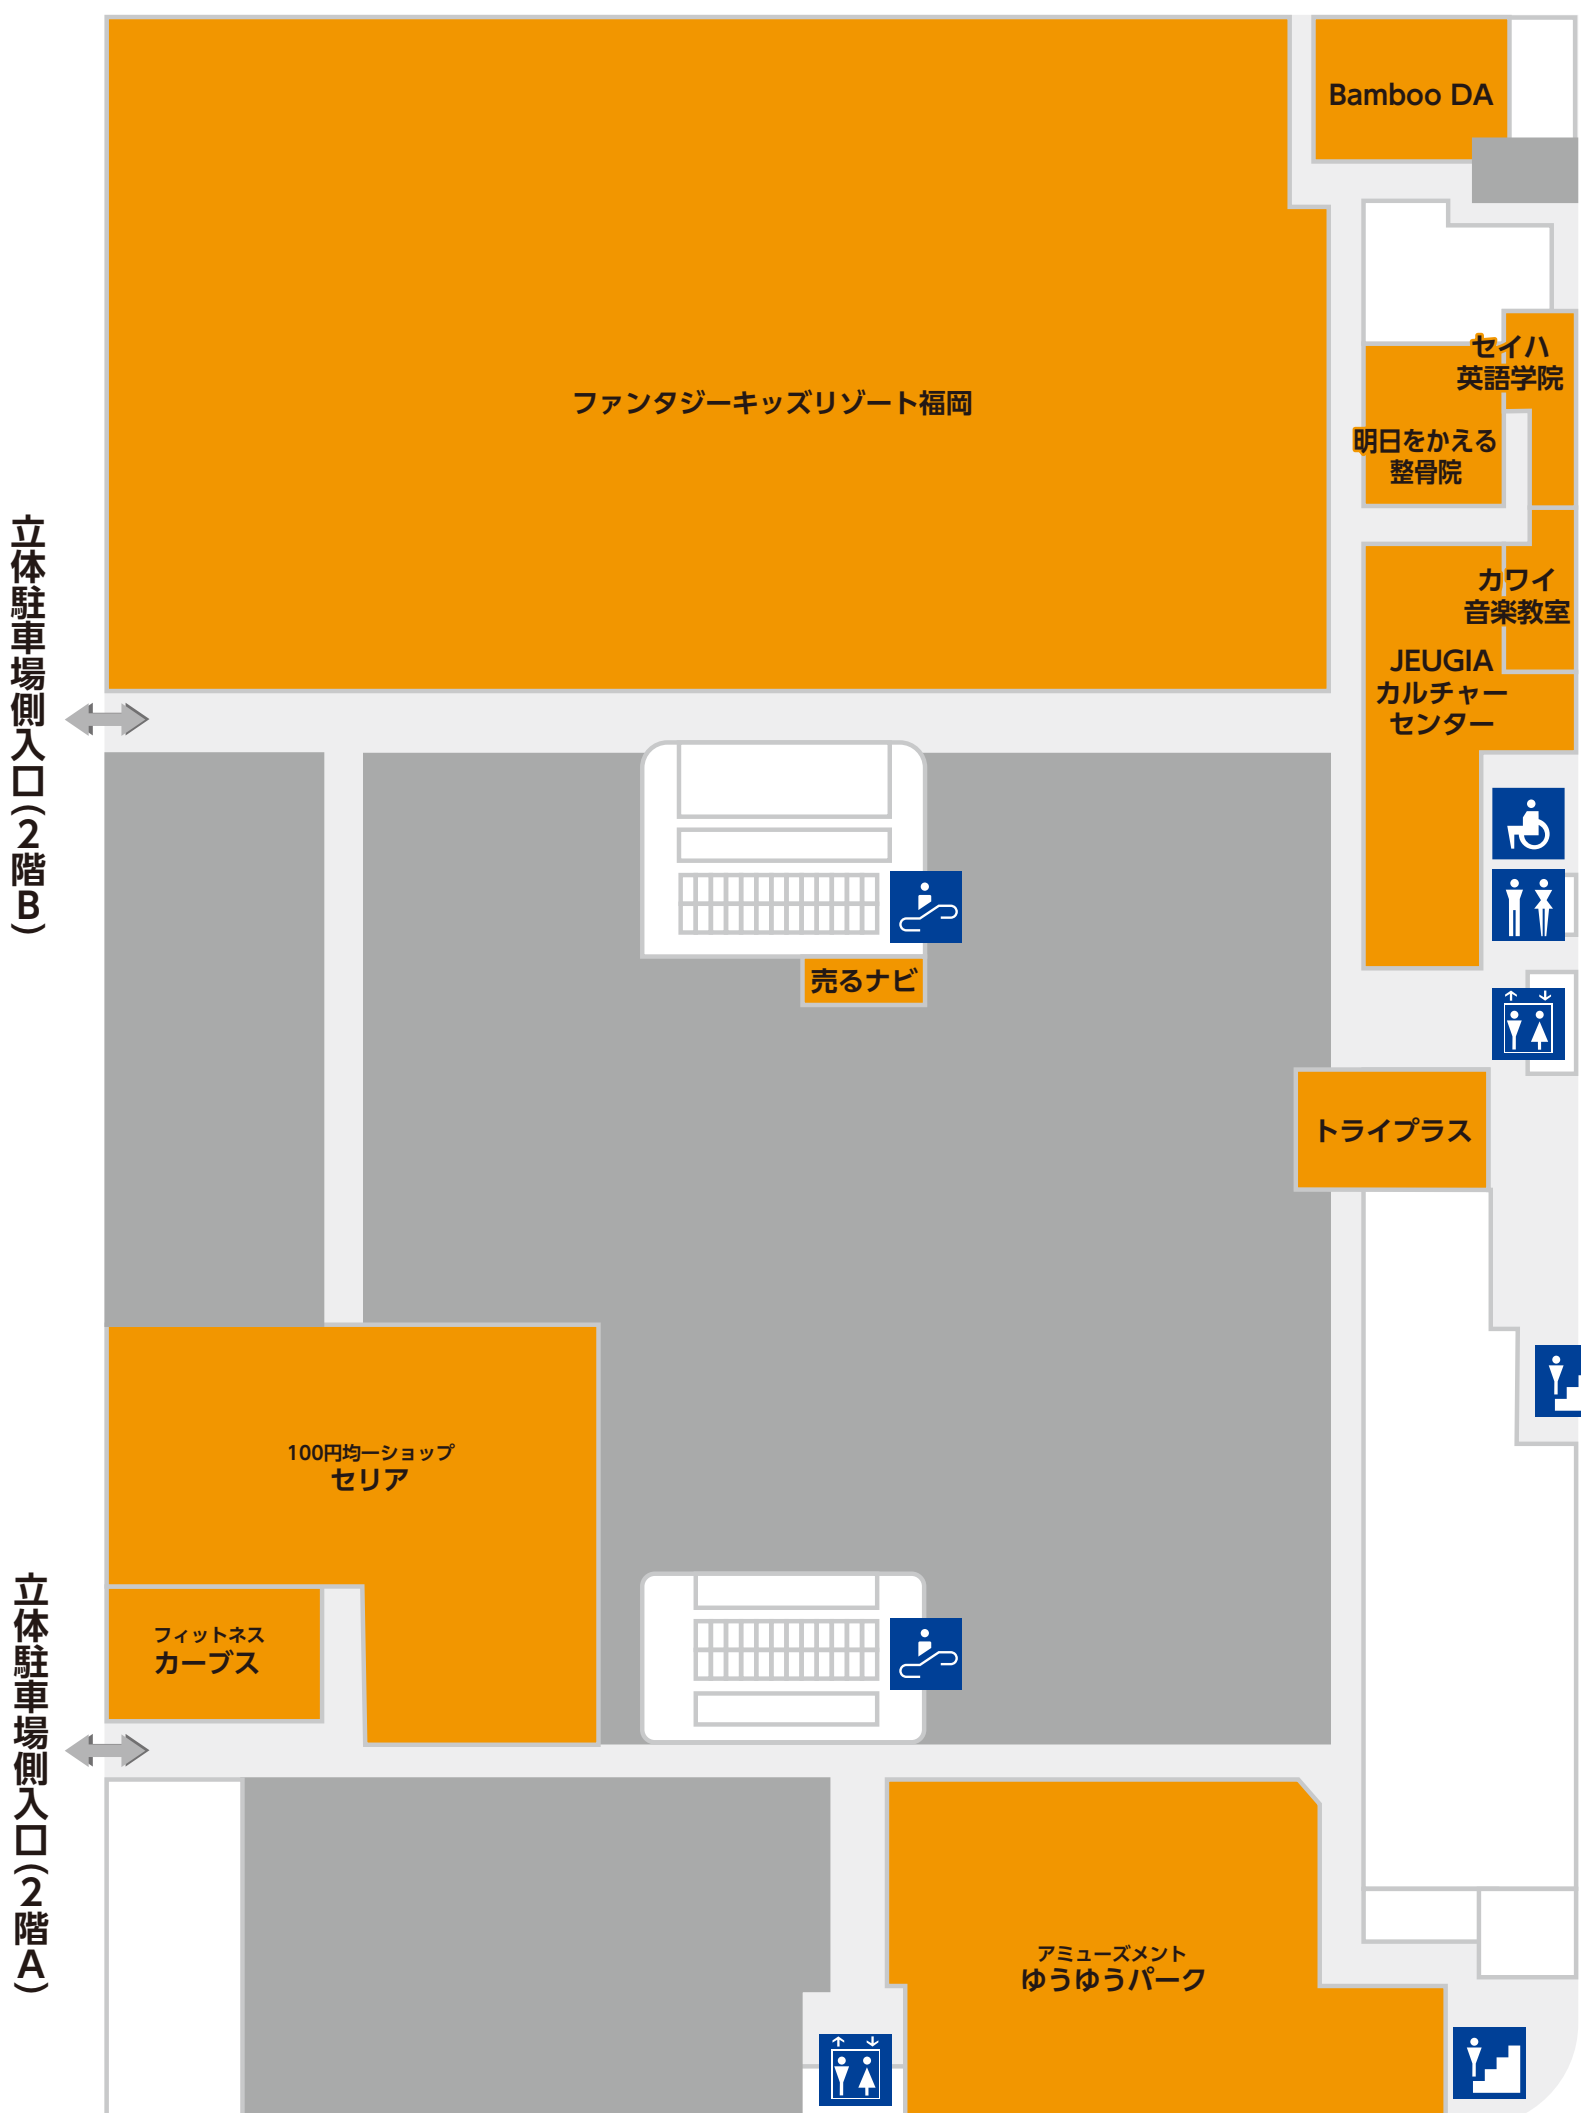 Bamboo DA
ファンタジーキッズリゾート福岡
セイハ
英語学院
明日をかえる
整骨院
カワイ
音楽教室
JEUGIA
カルチャー
センター
立体駐車場側入口（2階B）
売るナビ
トライプラス
100円均一ショップ
セリア
フィットネス
カーブス
立体駐車場側入口（2階A）
アミューズメント
ゆうゆうパーク